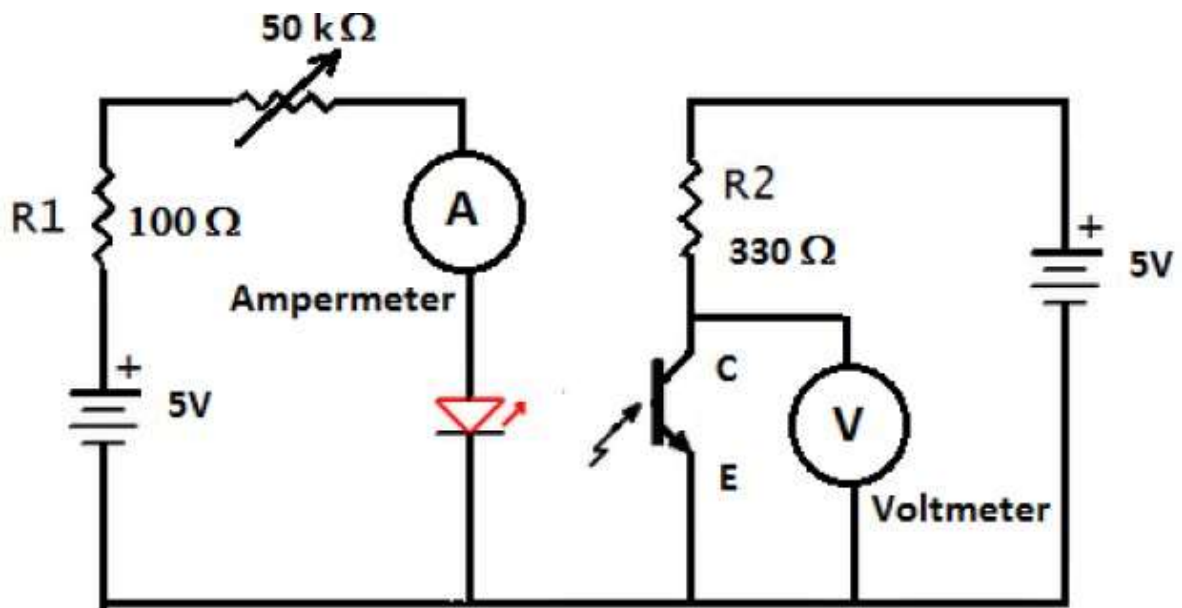 50 kΩ
R1
100 Ω
A
Ampermeter
+
5V
R2
330 Ω
+
5V
C
E
V
Voltmeter